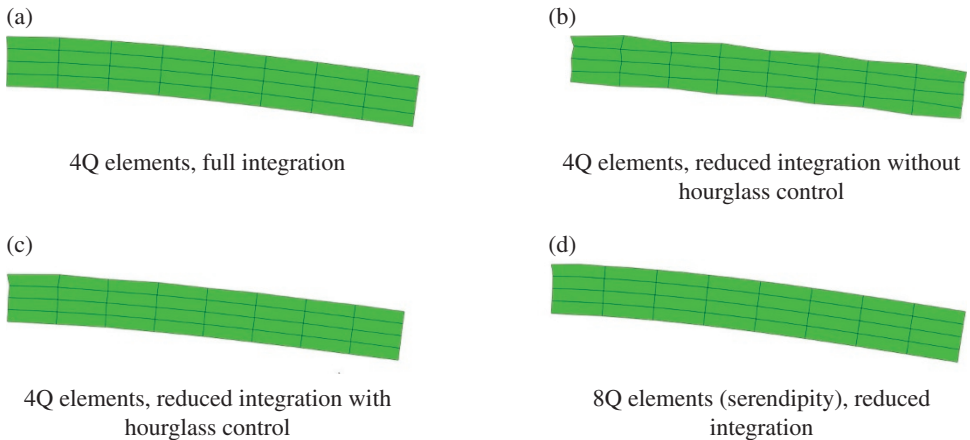 (a)
(b)
4Q elements, full integration
4Q elements, reduced integration without
hourglass control
(c)
(d)
4Q elements, reduced integration with
hourglass control
8Q elements (serendipity), reduced
integration